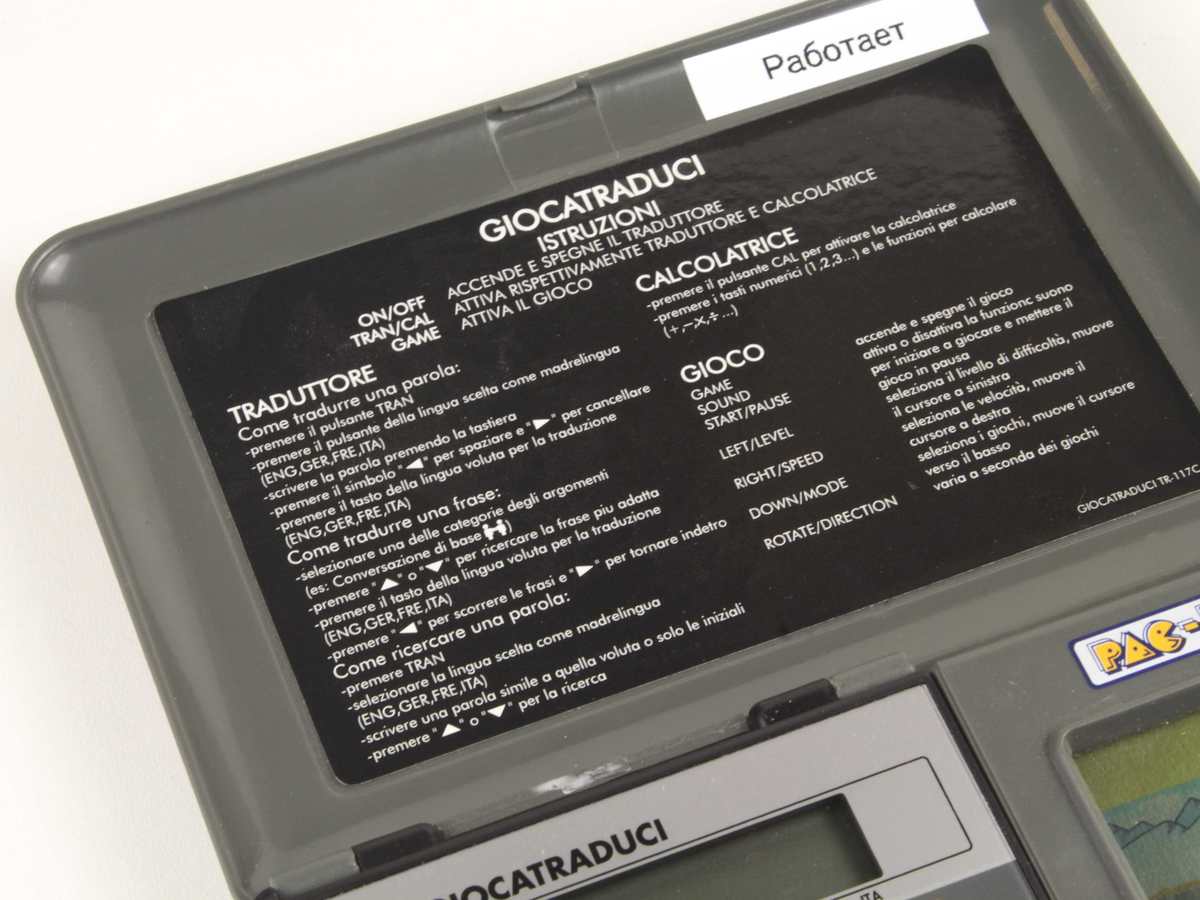 Работает
GIOCATRADUCI
ISTRUZIONI
ON/OFF ACCENDE E SPEGNE IL TRADUTTORE
TRAN/CAL ATTIVA RISPETTIVAMENTE TRADUTTORE E CALCOLATRICE
GAME ATTIVA IL GIOCO
TRADUTTORE
Come tradurre una parola:
-premere il pulsante TRAN
-premere il pulsante della lingua scelta come madrelingua
(ENG,GER,FRE,ITA)
-scrivere la parola premendo la tastiera
-premere il simbolo "◄" per spaziare e "►" per cancellare
-premere il tasto della lingua voluta per la traduzione
(ENG,GER,FRE,ITA)
Come tradurre una frase:
-selezionare una delle categorie degli argomenti
(es: Conversazione di base)
-premere "▲" o "▼" per ricercare la frase piu adatta
-premere il tasto della lingua voluta per la traduzione
(ENG,GER,FRE,ITA)
-premere "◄" per scorrere le frasi e "►" per tornare indetro
Come ricercare una parola:
-premere TRAN
-selezionare la lingua scelta come madrelingua
(ENG,GER,FRE,ITA)
-scrivere una parola simile a quella voluta o solo le iniziali
-premere "▲" o "▼" per la ricerca
CALCOLATRICE
-premere il pulsante CAL per attivare la calcolatrice
-premere i tasti numerici (1,2,3...) e le funzioni per calcolare
(+,−,×,÷ ...)
GIOCO
GAME accende e spegne il gioco
SOUND attiva o disattiva la funzionc suono
START/PAUSE per iniziare a giocare e mettere il
gioco in pausa
LEFT/LEVEL seleziona il livello di difficoltà, muove
il cursore a sinistra
RIGHT/SPEED seleziona le velocità, muove il
cursore a destra
DOWN/MODE seleziona i giochi, muove il cursore
verso il basso
ROTATE/DIRECTION varia a seconda dei giochi
GIOCATRADUCI TR-117C
PAC-
GIOCATRADUCI
ITA